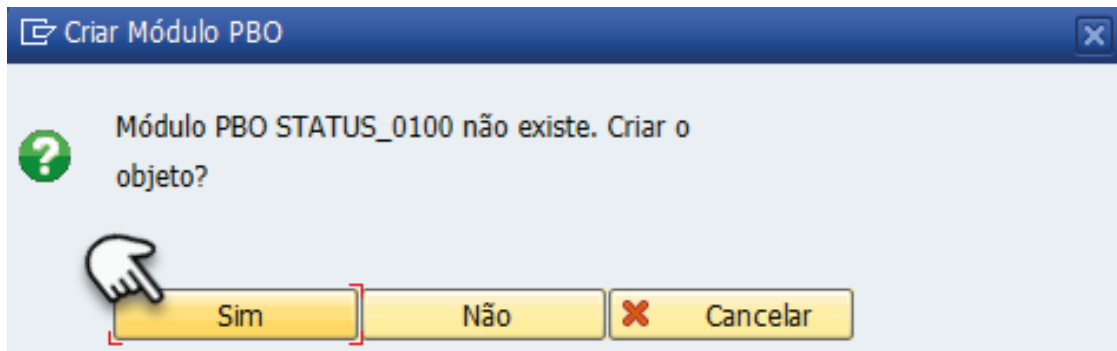 Criar Módulo PBO
Módulo PBO STATUS_0100 não existe. Criar o
objeto?
Sim Não Cancelar